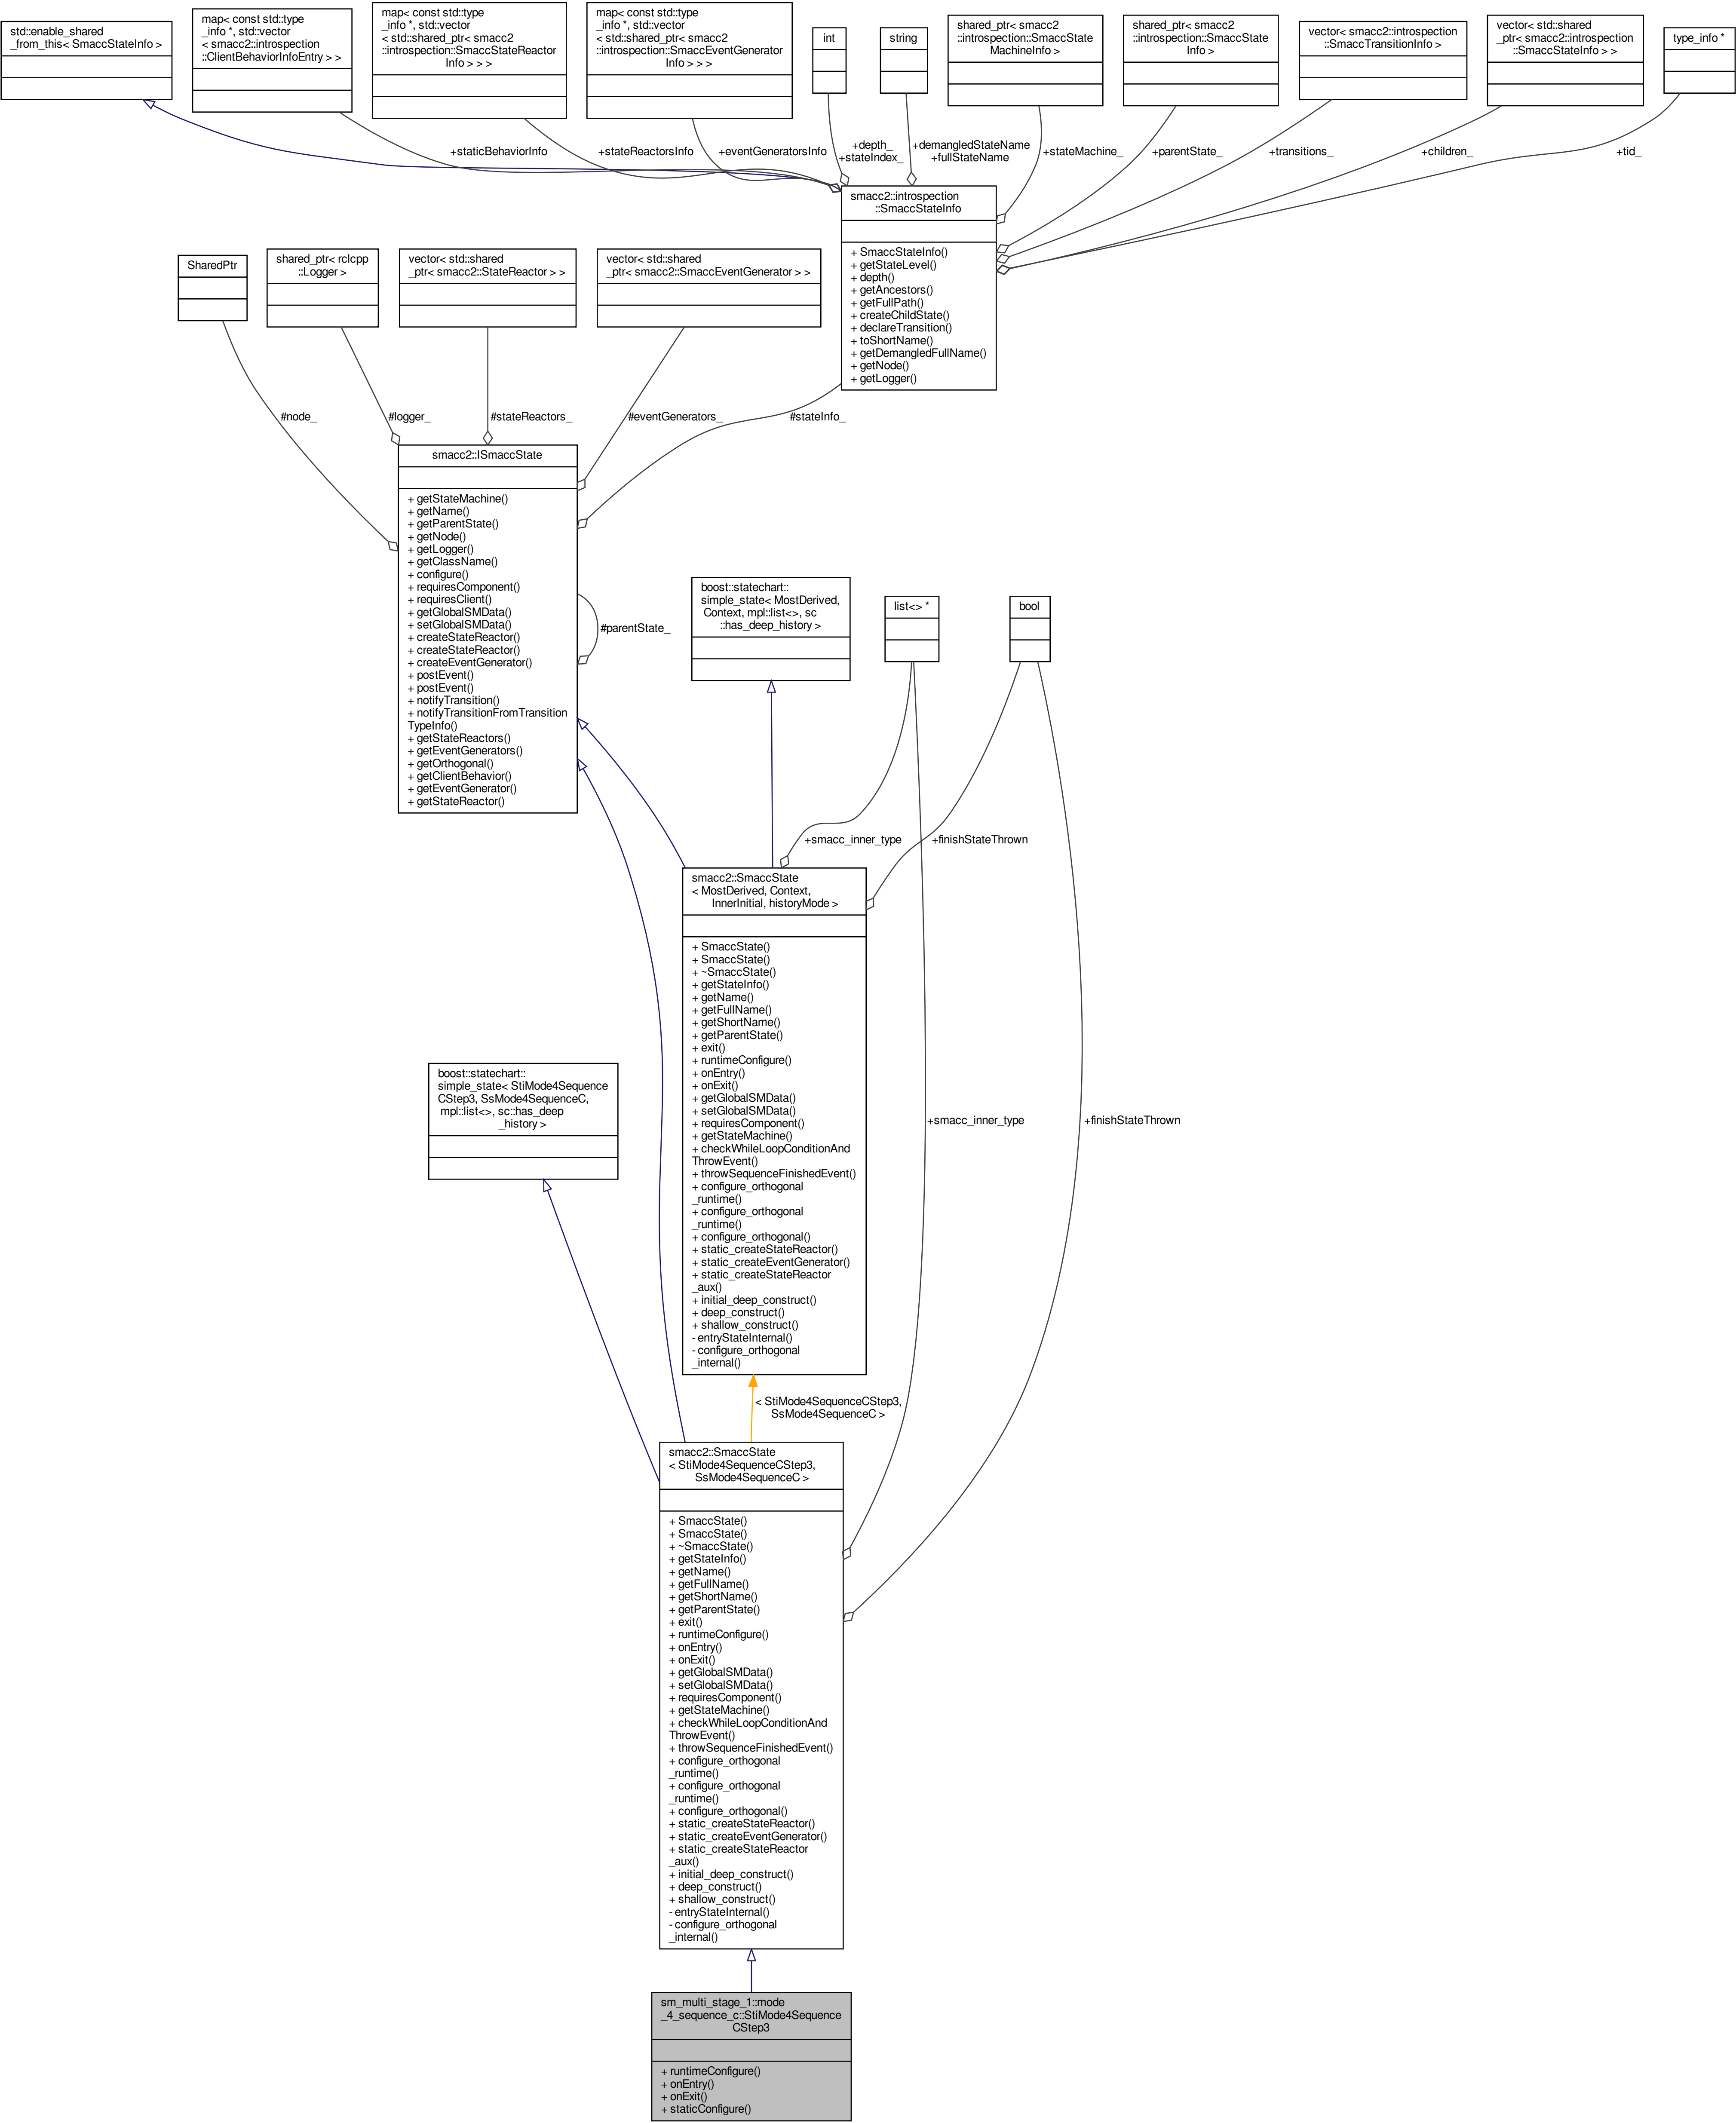 std::enable_shared
_from_this< SmaccStateInfo >
map< const std::type
_info *, std::vector
< smacc2::introspection
::ClientBehaviorInfoEntry > >
map< const std::type
_info *, std::vector
< std::shared_ptr< smacc2
::introspection::SmaccStateReactor
Info > > >
map< const std::type
_info *, std::vector
< std::shared_ptr< smacc2
::introspection::SmaccEventGenerator
Info > > >
int
string
shared_ptr< smacc2
::introspection::SmaccState
MachineInfo >
shared_ptr< smacc2
::introspection::SmaccState
Info >
vector< smacc2::introspection
::SmaccTransitionInfo >
vector< std::shared
_ptr< smacc2::introspection
::SmaccStateInfo > >
type_info *
+staticBehaviorInfo
+stateReactorsInfo
+eventGeneratorsInfo
+depth_
+stateIndex_
+demangledStateName
+fullStateName
+stateMachine_
+parentState_
+transitions_
+children_
+tid_
smacc2::introspection
::SmaccStateInfo
+ SmaccStateInfo()
+ getStateLevel()
+ depth()
+ getAncestors()
+ getFullPath()
+ createChildState()
+ declareTransition()
+ toShortName()
+ getDemangledFullName()
+ getNode()
+ getLogger()
SharedPtr
shared_ptr< rclcpp
::Logger >
vector< std::shared
_ptr< smacc2::StateReactor > >
vector< std::shared
_ptr< smacc2::SmaccEventGenerator > >
#node_
#logger_
#stateReactors_
#eventGenerators_
#stateInfo_
smacc2::ISmaccState
+ getStateMachine()
+ getName()
+ getParentState()
+ getNode()
+ getLogger()
+ getClassName()
+ configure()
+ requiresComponent()
+ requiresClient()
+ getGlobalSMData()
+ setGlobalSMData()
+ createStateReactor()
+ createStateReactor()
+ createEventGenerator()
+ postEvent()
+ postEvent()
+ notifyTransition()
+ notifyTransitionFromTransition
TypeInfo()
+ getStateReactors()
+ getEventGenerators()
+ getOrthogonal()
+ getClientBehavior()
+ getEventGenerator()
+ getStateReactor()
#parentState_
boost::statechart::
simple_state< MostDerived,
Context, mpl::list<>, sc
::has_deep_history >
list<> *
bool
+smacc_inner_type
+finishStateThrown
smacc2::SmaccState
< MostDerived, Context,
InnerInitial, historyMode >
+ SmaccState()
+ SmaccState()
+ ~SmaccState()
+ getStateInfo()
+ getName()
+ getFullName()
+ getShortName()
+ getParentState()
+ exit()
+ runtimeConfigure()
+ onEntry()
+ onExit()
+ getGlobalSMData()
+ setGlobalSMData()
+ requiresComponent()
+ getStateMachine()
+ checkWhileLoopConditionAnd
ThrowEvent()
+ throwSequenceFinishedEvent()
+ configure_orthogonal
_runtime()
+ configure_orthogonal
_runtime()
+ configure_orthogonal()
+ static_createStateReactor()
+ static_createEventGenerator()
+ static_createStateReactor
_aux()
+ initial_deep_construct()
+ deep_construct()
+ shallow_construct()
- entryStateInternal()
- configure_orthogonal
_internal()
boost::statechart::
simple_state< StiMode4Sequence
CStep3, SsMode4SequenceC,
mpl::list<>, sc::has_deep
_history >
+smacc_inner_type
+finishStateThrown
< StiMode4SequenceCStep3,
SsMode4SequenceC >
smacc2::SmaccState
< StiMode4SequenceCStep3,
SsMode4SequenceC >
+ SmaccState()
+ SmaccState()
+ ~SmaccState()
+ getStateInfo()
+ getName()
+ getFullName()
+ getShortName()
+ getParentState()
+ exit()
+ runtimeConfigure()
+ onEntry()
+ onExit()
+ getGlobalSMData()
+ setGlobalSMData()
+ requiresComponent()
+ getStateMachine()
+ checkWhileLoopConditionAnd
ThrowEvent()
+ throwSequenceFinishedEvent()
+ configure_orthogonal
_runtime()
+ configure_orthogonal
_runtime()
+ configure_orthogonal()
+ static_createStateReactor()
+ static_createEventGenerator()
+ static_createStateReactor
_aux()
+ initial_deep_construct()
+ deep_construct()
+ shallow_construct()
- entryStateInternal()
- configure_orthogonal
_internal()
sm_multi_stage_1::mode
_4_sequence_c::StiMode4Sequence
CStep3
+ runtimeConfigure()
+ onEntry()
+ onExit()
+ staticConfigure()